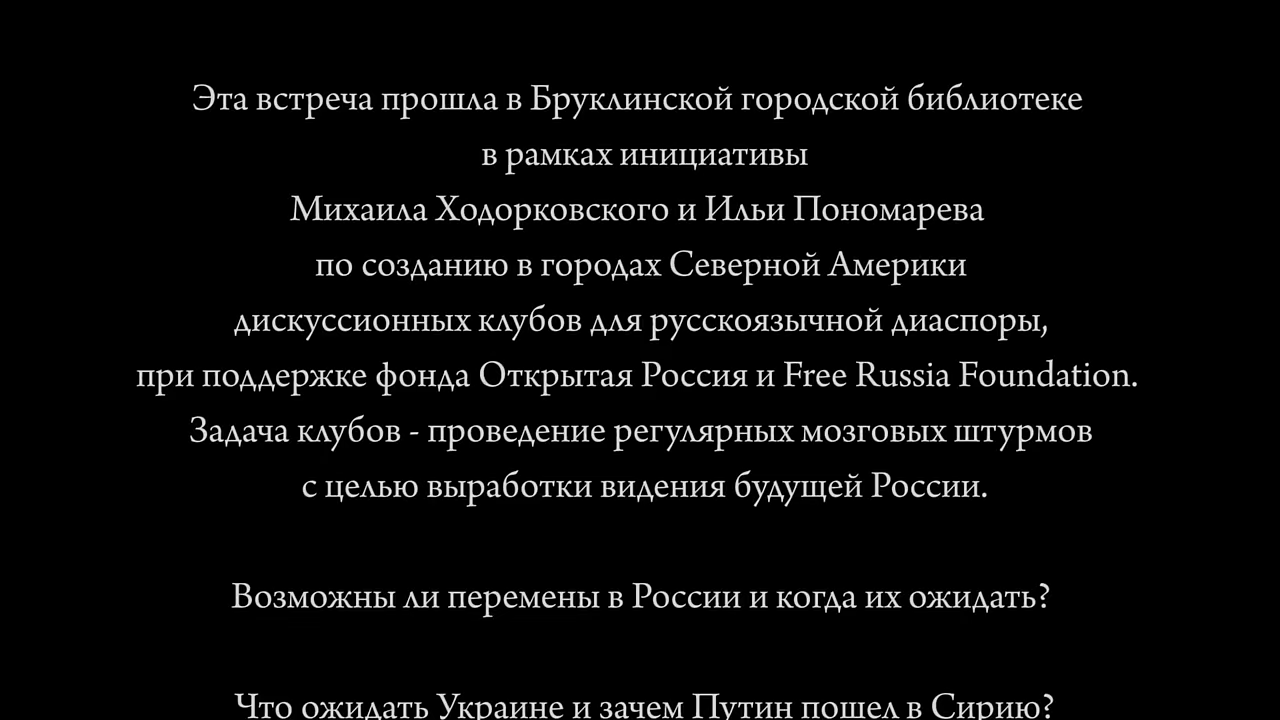 Эта встреча прошла в Бруклинской городской библиотеке
в рамках инициативы
Михаила Ходорковского и Ильи Пономарева
по созданию в городах Северной Америки
дискуссионных клубов для русскоязычной диаспоры,
при поддержке фонда Открытая Россия и Free Russia Foundation.
Задача клубов - проведение регулярных мозговых штурмов
с целью выработки видения будущей России.
Возможны ли перемены в России и когда их ожидать?
Что ожидать Украине и зачем Путин пошел в Сирию?